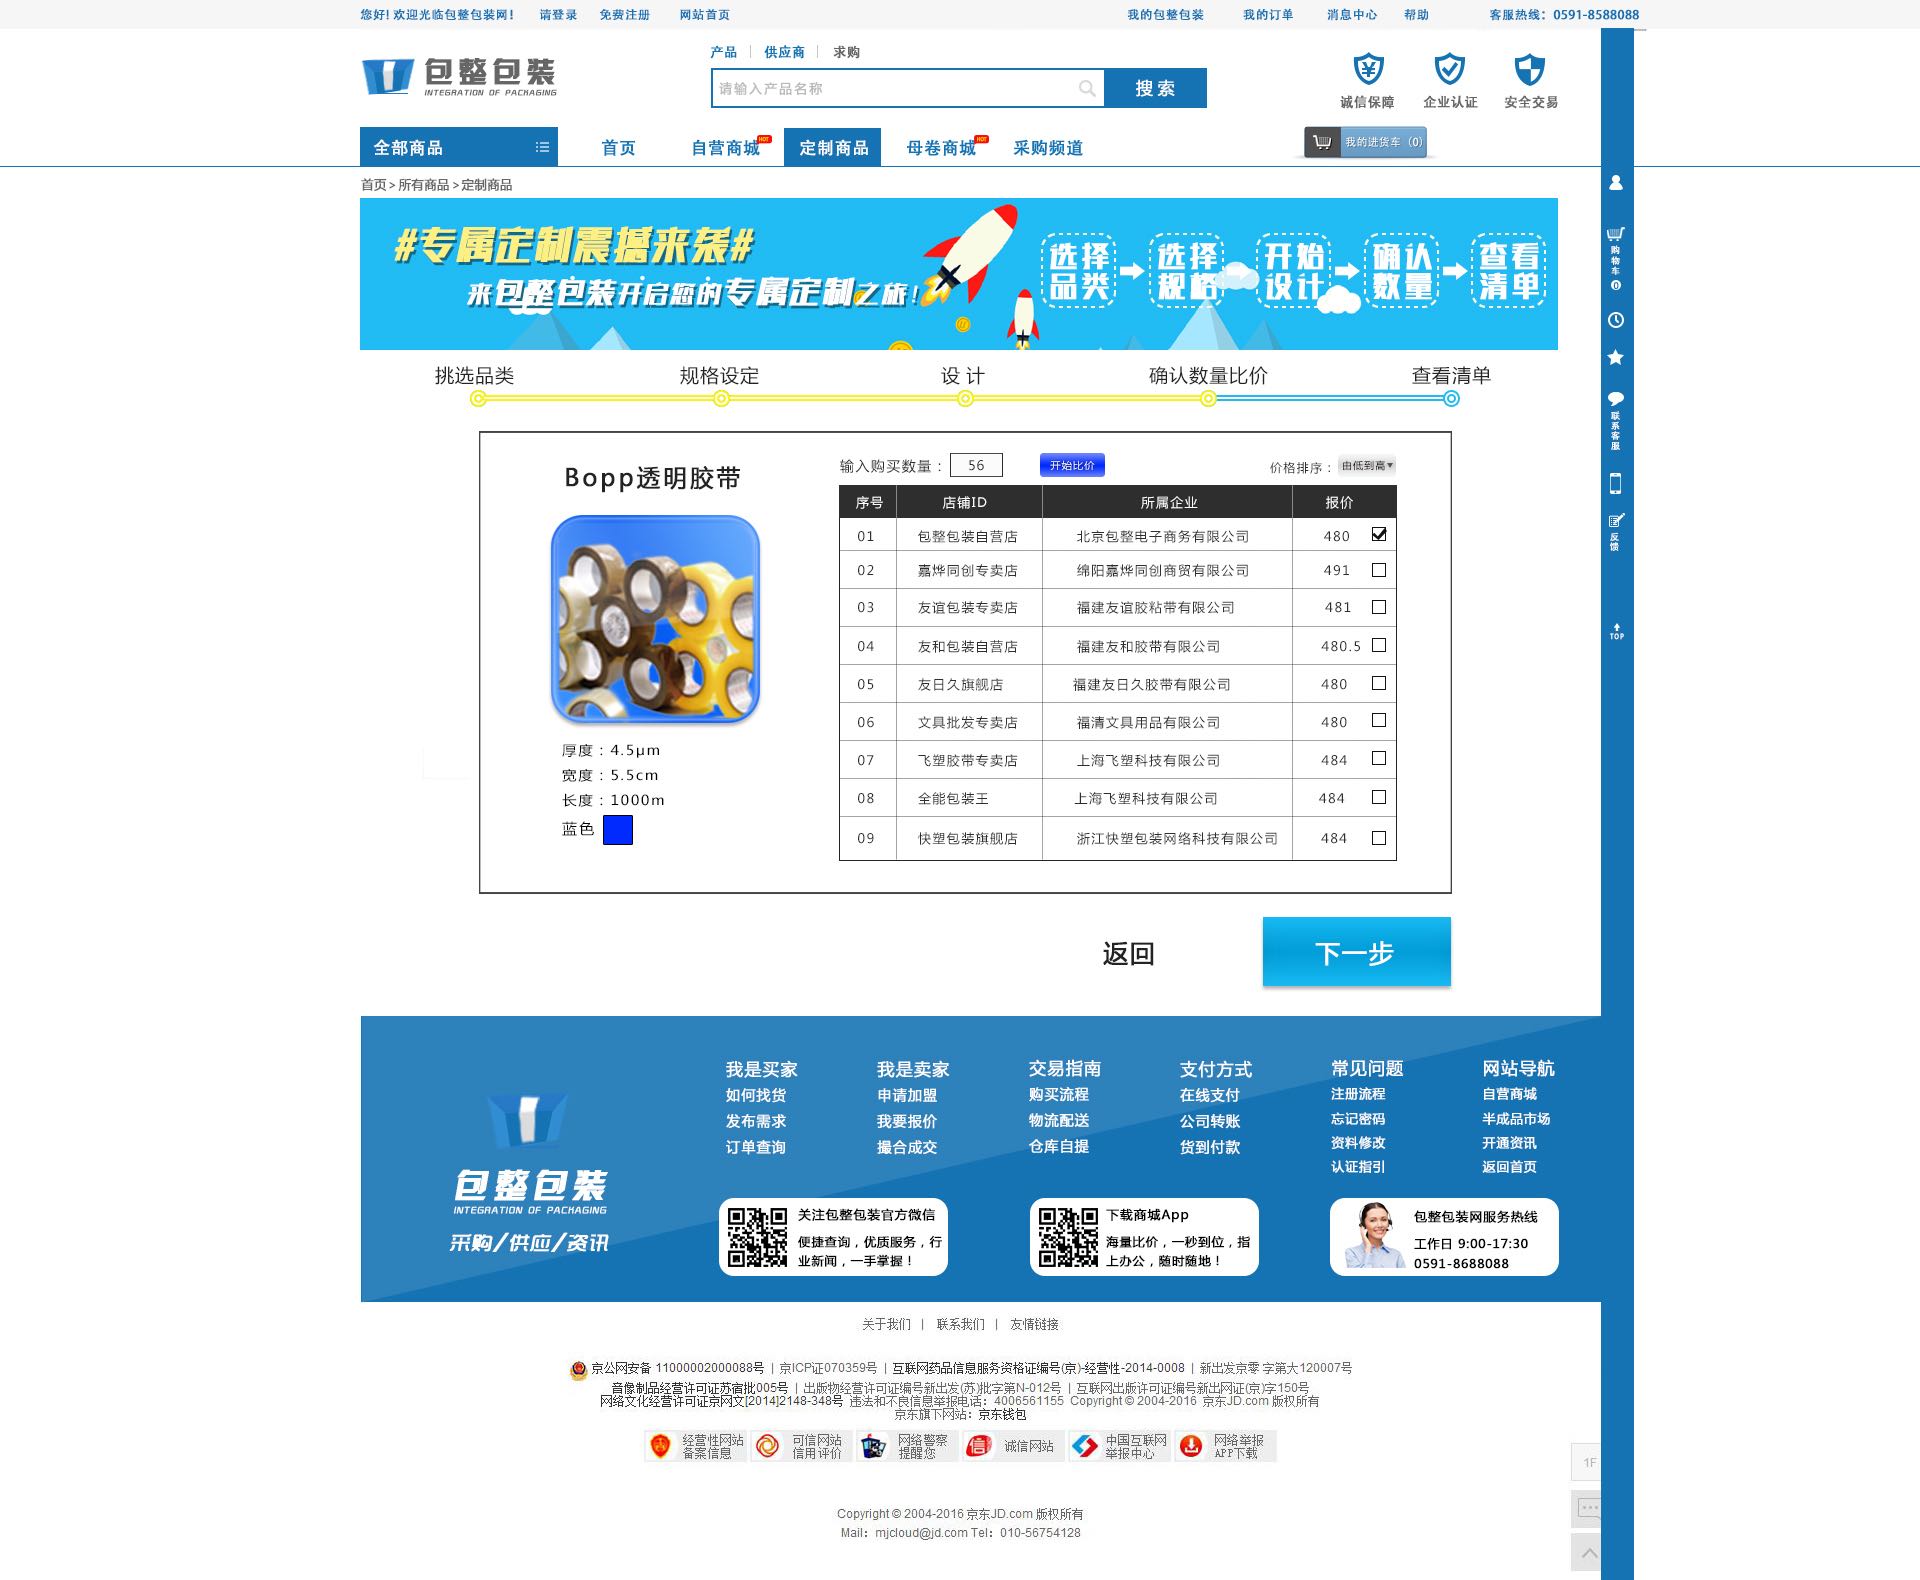 您好! 欢迎光临包整包装网! 请登录 免费注册 网站首页 我的包整包装 我的订单 消息中心 帮助 客服热线：0591-8588088
产品 供应商 求购
包整包装
INTEGRATION OF PACKAGING
请输入产品名称 搜索
诚信保障 企业认证 安全交易
全部商品 首页 自营商城 HOT 定制商品 母卷商城 HOT 采购频道 我的进货车（0）
首页 > 所有商品 > 定制商品
#专属定制震撼来袭#
来包整包装开启您的专属定制之旅!
选择品类 选择规格 开始设计 确认数量 查看清单
挑选品类 规格设定 设 计 确认数量比价 查看清单
Bopp透明胶带
厚度：4.5μm
宽度：5.5cm
长度：1000m
蓝色
输入购买数量： 56 开始比价 价格排序： 由低到高▾
序号 店铺ID 所属企业 报价
01 包整包装自营店 北京包整电子商务有限公司 480
02 嘉烨同创专卖店 绵阳嘉烨同创商贸有限公司 491
03 友谊包装专卖店 福建友谊胶粘带有限公司 481
04 友和包装自营店 福建友和胶带有限公司 480.5
05 友日久旗舰店 福建友日久胶带有限公司 480
06 文具批发专卖店 福清文具用品有限公司 480
07 飞塑胶带专卖店 上海飞塑科技有限公司 484
08 全能包装王 上海飞塑科技有限公司 484
09 快塑包装旗舰店 浙江快塑包装网络科技有限公司 484
返回 下一步
购物车
0
联系客服
反馈
TOP
包整包装
INTEGRATION OF PACKAGING
采购/供应/资讯
我是买家
如何找货
发布需求
订单查询
我是卖家
申请加盟
我要报价
撮合成交
交易指南
购买流程
物流配送
仓库自提
支付方式
在线支付
公司转账
货到付款
常见问题
注册流程
忘记密码
资料修改
认证指引
网站导航
自营商城
半成品市场
开通资讯
返回首页
关注包整包装官方微信
便捷查询，优质服务，行
业新闻，一手掌握！
下载商城App
海量比价，一秒到位，指
上办公，随时随地！
包整包装网服务热线
工作日 9:00-17:30
0591-8688088
关于我们 | 联系我们 | 友情链接
京公网安备 11000002000088号 | 京ICP证070359号 | 互联网药品信息服务资格证编号(京)-经营性-2014-0008 | 新出发京零 字第大120007号
音像制品经营许可证苏宿批005号 | 出版物经营许可证编号新出发(苏)批字第N-012号 | 互联网出版许可证编号新出网证(京)字150号
网络文化经营许可证京网文[2014]2148-348号 违法和不良信息举报电话：4006561155 Copyright © 2004-2016 京东JD.com 版权所有
京东旗下网站：京东钱包
经营性网站
备案信息
可信网站
信用评价
网络警察
提醒您
诚信网站
中国互联网
举报中心
网络举报
APP下载
1F
Copyright © 2004-2016 京东JD.com 版权所有
Mail：mjcloud@jd.com Tel：010-56754128